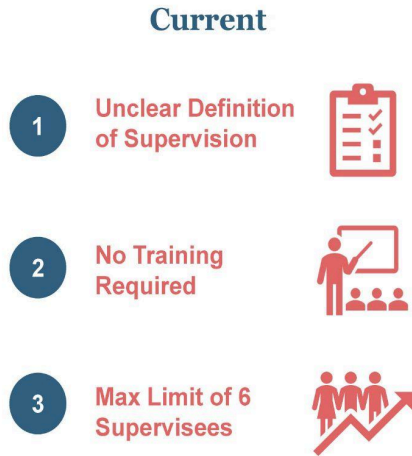 Current
1
Unclear Definition
of Supervision
2
No Training
Required
3
Max Limit of 6
Supervisees